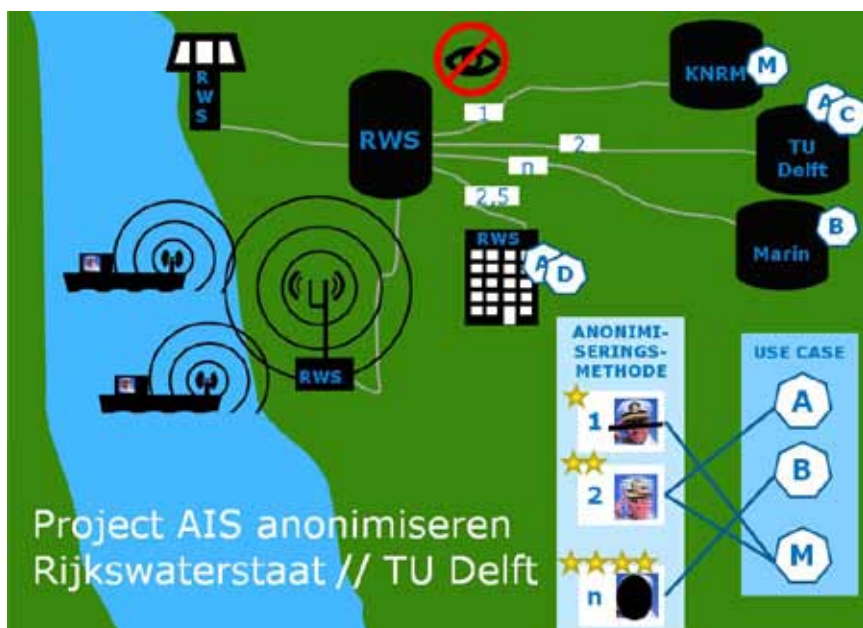 RWS
RWS
KNRM
M
1
A
C
TU
Delft
2
n
2,5
B
Marin
RWS
A
D
RWS
ANONIMI-
SERINGS-
METHODE
USE CASE
1
A
2
B
n
M
Project AIS anonimiseren
Rijkswaterstaat // TU Delft